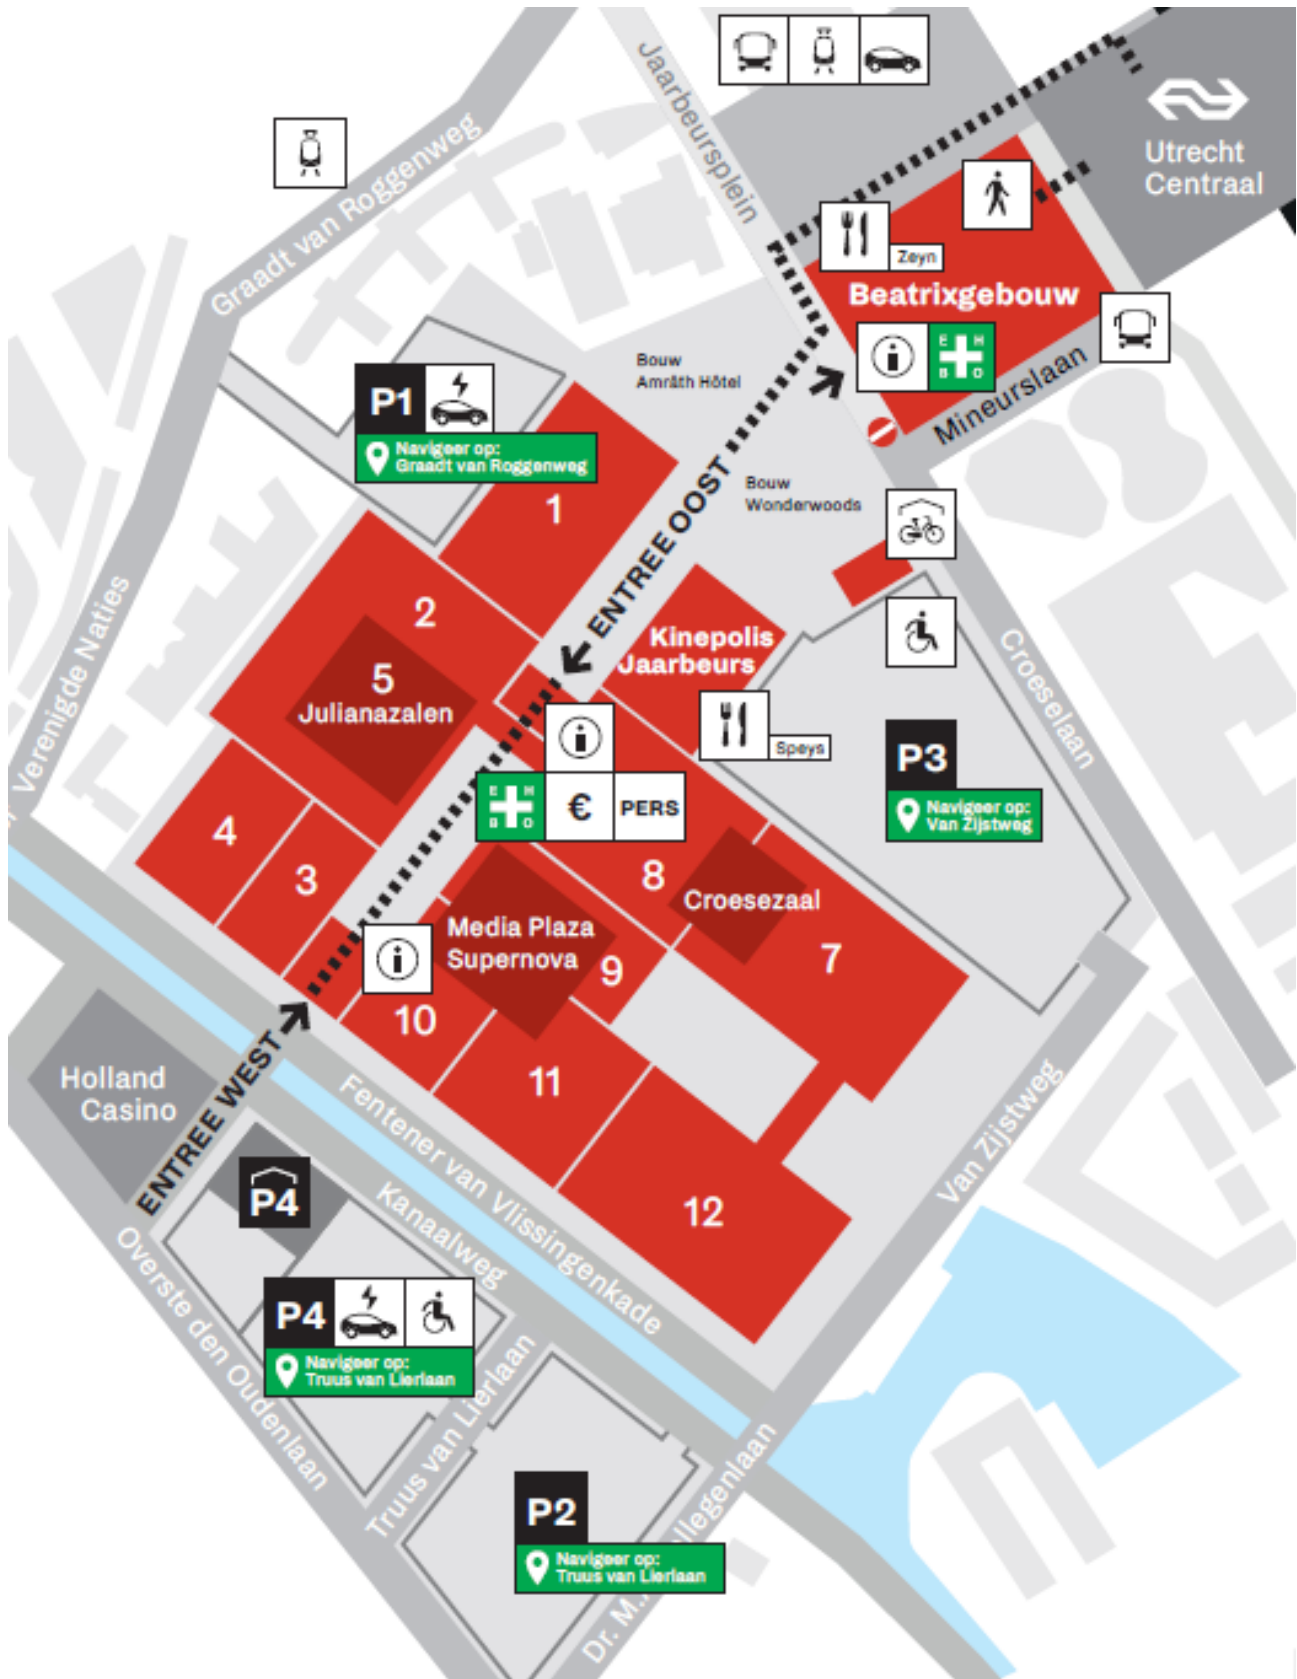 Jaarbeursplein
Utrecht
Centraal
Graadt van Roggenweg
Zeyn
Beatrixgebouw
E H
B O
Mineurslaan
Bouw
Amrâth Hôtel
P1
Navigeer op:
Graadt van Roggenweg
1
ENTREE OOST
Bouw
Wonderwoods
2
Kinepolis
Jaarbeurs
Croeselaan
5
Julianazalen
Verenigde Naties
Speys
P3
Navigeer op:
Van Zijstweg
E H
B O
€
PERS
4
3
8
Croesezaal
7
Media Plaza
Supernova
9
10
11
12
Holland
Casino
ENTREE WEST
Fentener van Vlissingenkade
Kanaalweg
Van Zijstweg
P4
Overste den Oudenlaan
P4
Navigeer op:
Truus van Lierlaan
Truus van Lierlaan
P2
Navigeer op:
Truus van Lierlaan
Dr. M.
llegenlaan